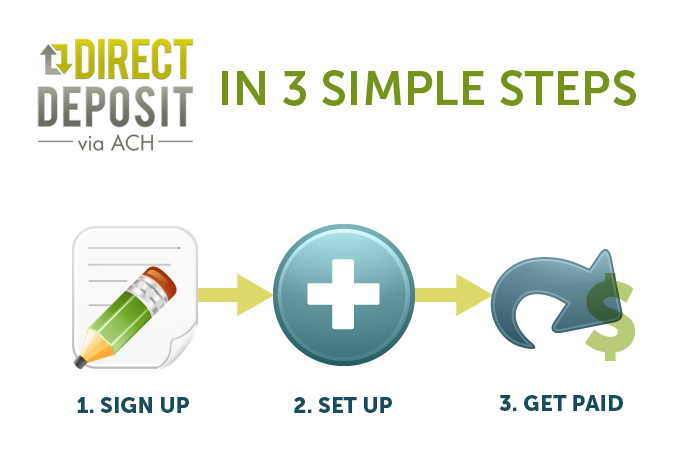 DIRECT
DEPOSIT
via ACH
IN 3 SIMPLE STEPS
$
1. SIGN UP
2. SET UP
3. GET PAID